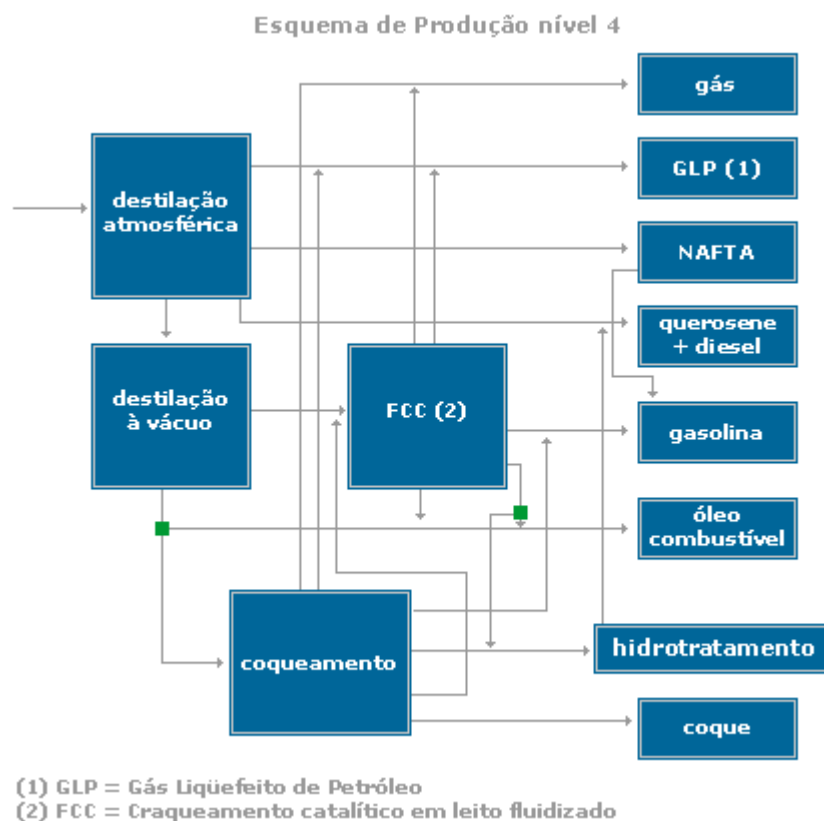 Esquema de Produção nível 4
gás
destilação
atmosférica
GLP (1)
NAFTA
querosene
+ diesel
destilação
à vácuo
FCC (2)
gasolina
óleo
combustível
coqueamento
hidrotratamento
coque
(1) GLP = Gás Liqüefeito de Petróleo
(2) FCC = Craqueamento catalítico em leito fluidizado